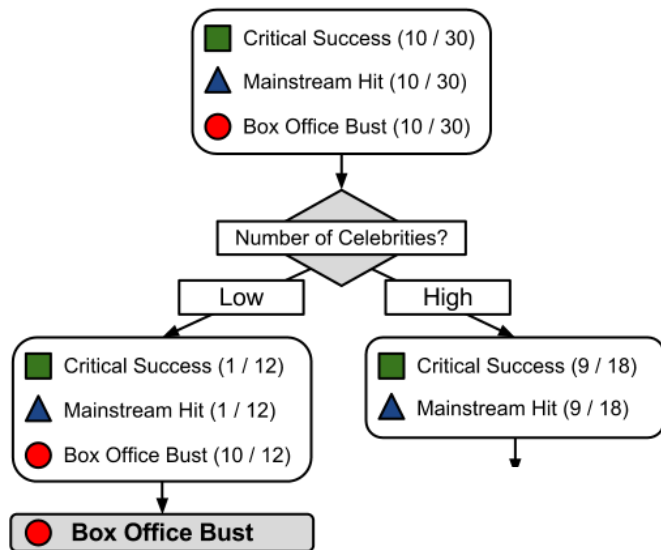 Critical Success (10 / 30)
Mainstream Hit (10 / 30)
Box Office Bust (10 / 30)
Number of Celebrities?
Low
High
Critical Success (1 / 12)
Mainstream Hit (1 / 12)
Box Office Bust (10 / 12)
Critical Success (9 / 18)
Mainstream Hit (9 / 18)
Box Office Bust